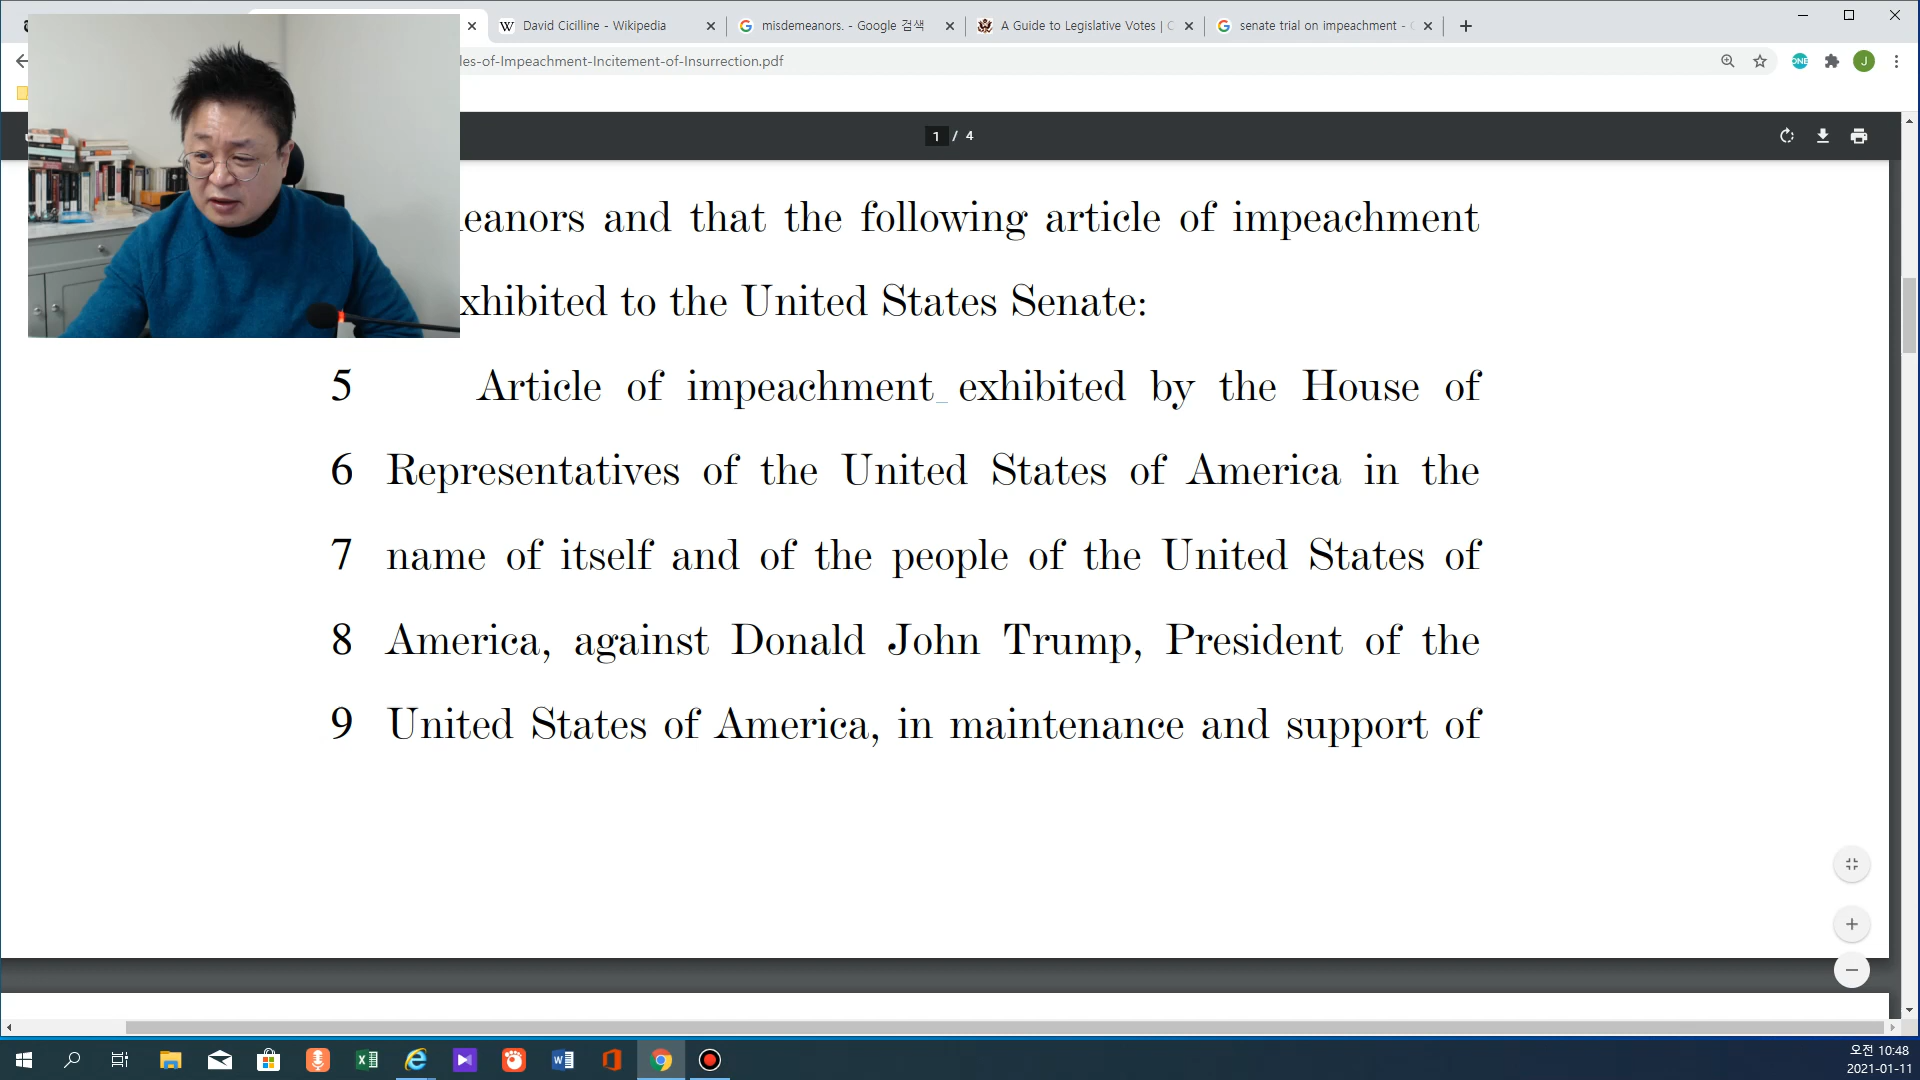 David Cicilline - Wikipedia
misdemeanors. - Google 검색
A Guide to Legislative Votes | C
senate trial on impeachment -
les-of-Impeachment-Incitement-of-Insurrection.pdf
ONE
J
1 / 4
eanors and that the following article of impeachment
xhibited to the United States Senate:
5 Article of impeachment exhibited by the House of
6 Representatives of the United States of America in the
7 name of itself and of the people of the United States of
8 America, against Donald John Trump, President of the
9 United States of America, in maintenance and support of
오전 10:48
2021-01-11